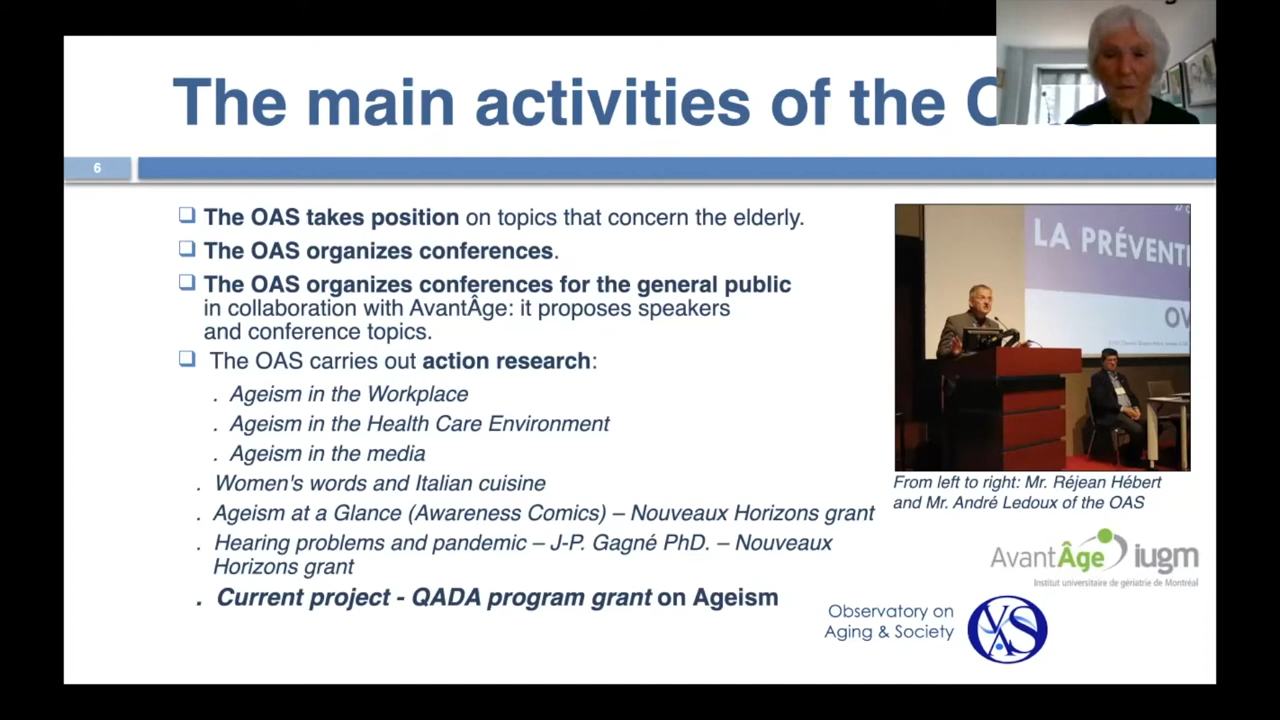 The main activities of the
6
❑ The OAS takes position on topics that concern the elderly.
❑ The OAS organizes conferences.
❑ The OAS organizes conferences for the general public
in collaboration with AvantÂge: it proposes speakers
and conference topics.
❑ The OAS carries out action research:
. Ageism in the Workplace
. Ageism in the Health Care Environment
. Ageism in the media
. Women's words and Italian cuisine
. Ageism at a Glance (Awareness Comics) – Nouveaux Horizons grant
. Hearing problems and pandemic – J-P. Gagné PhD. – Nouveaux
Horizons grant
. Current project - QADA program grant on Ageism
LA PRÉVENTI
OV
From left to right: Mr. Réjean Hébert
and Mr. André Ledoux of the OAS
AvantÂge iugm
Institut universitaire de gériatrie de Montréal
Observatory on
Aging & Society